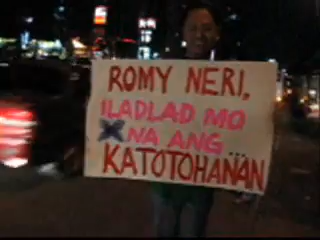 ROMY NERI,
ILADLAD MO
NA ANG ...
KATOTOHANAN